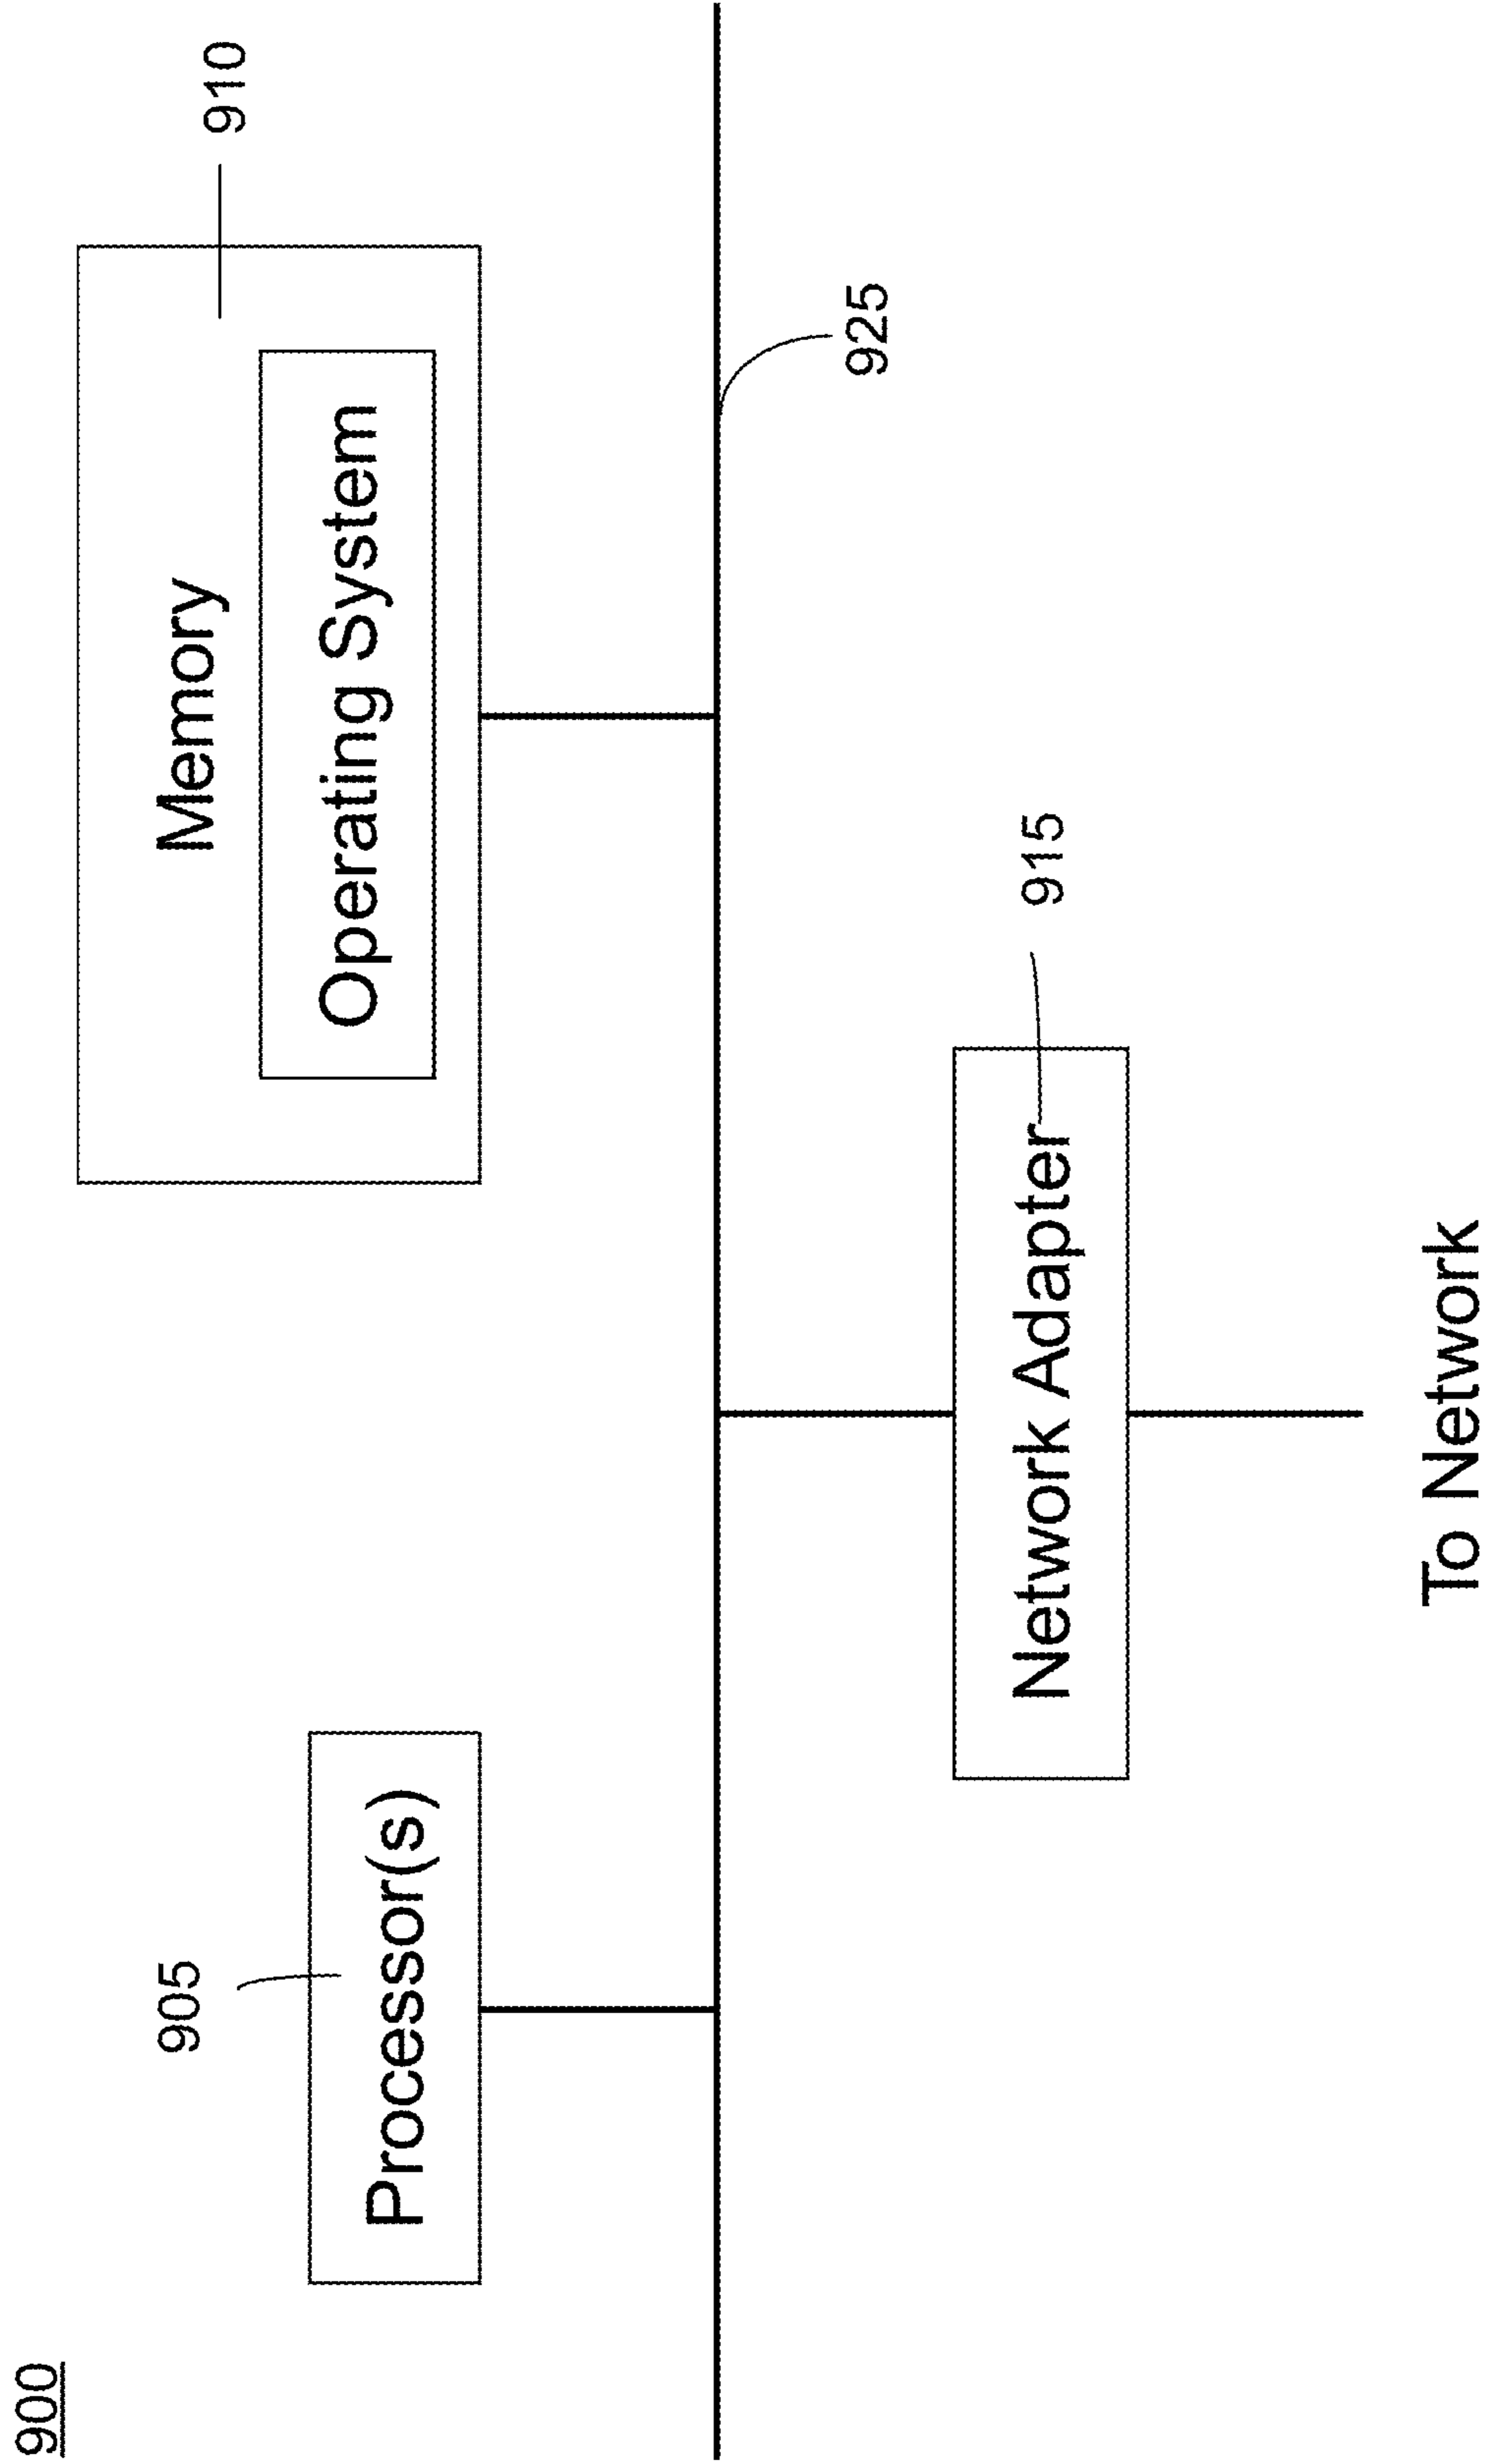 900
905
Processor(s)
910
Memory
Operating System
925
915
Network Adapter
To Network